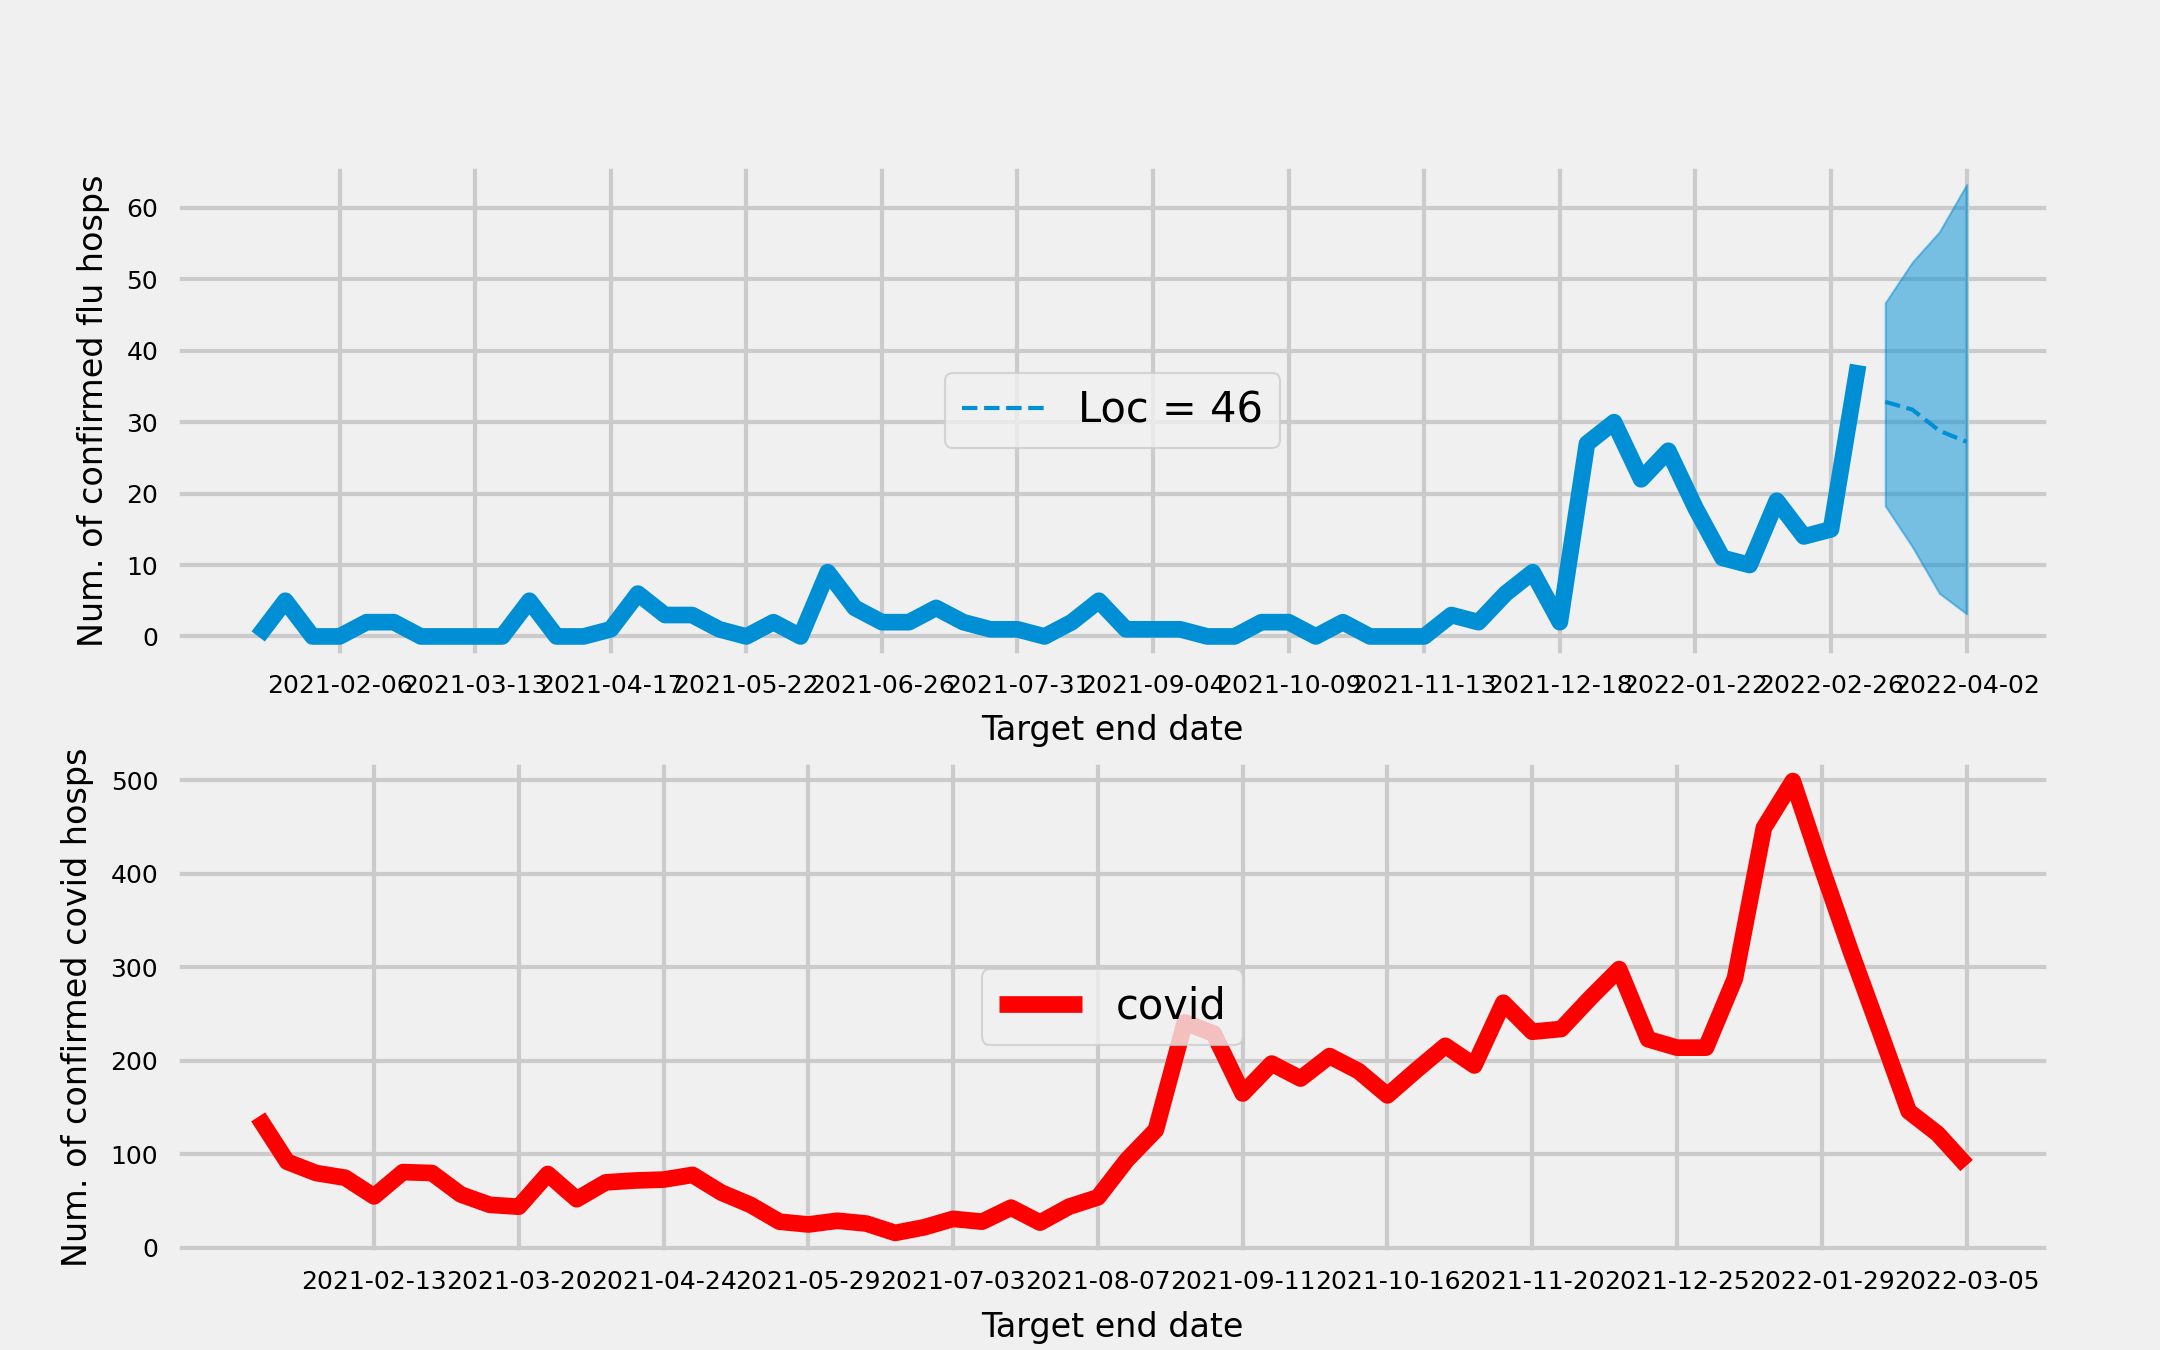 Num. of confirmed flu hosps
60
50
40
30
20
10
0
Loc = 46
2021-02-06 2021-03-13 2021-04-17 2021-05-22 2021-06-26 2021-07-31 2021-09-04 2021-10-09 2021-11-13 2021-12-18 2022-01-22 2022-02-26 2022-04-02
Target end date
Num. of confirmed covid hosps
500
400
300
200
100
0
covid
2021-02-13 2021-03-20 2021-04-24 2021-05-29 2021-07-03 2021-08-07 2021-09-11 2021-10-16 2021-11-20 2021-12-25 2022-01-29 2022-03-05
Target end date